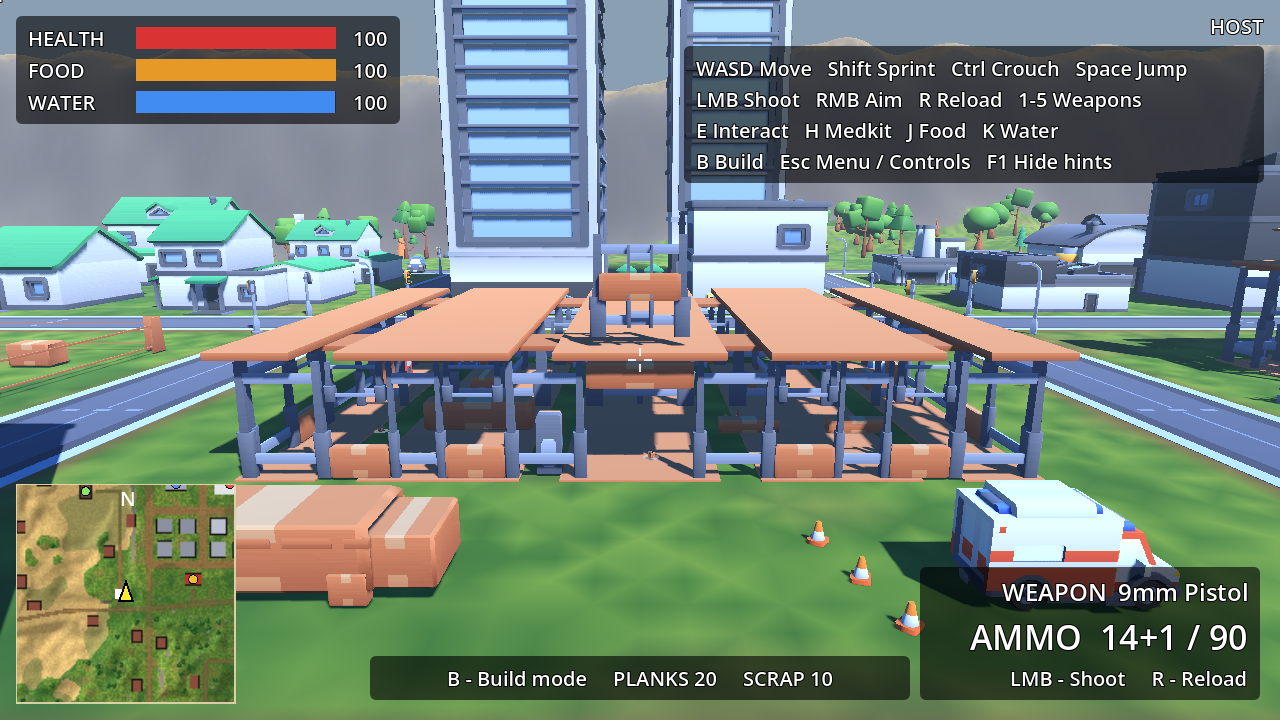 HEALTH 100
FOOD 100
WATER 100
HOST
WASD Move Shift Sprint Ctrl Crouch Space Jump
LMB Shoot RMB Aim R Reload 1-5 Weapons
E Interact H Medkit J Food K Water
B Build Esc Menu / Controls F1 Hide hints
N
WEAPON 9mm Pistol
AMMO 14+1 / 90
LMB - Shoot R - Reload
B - Build mode PLANKS 20 SCRAP 10